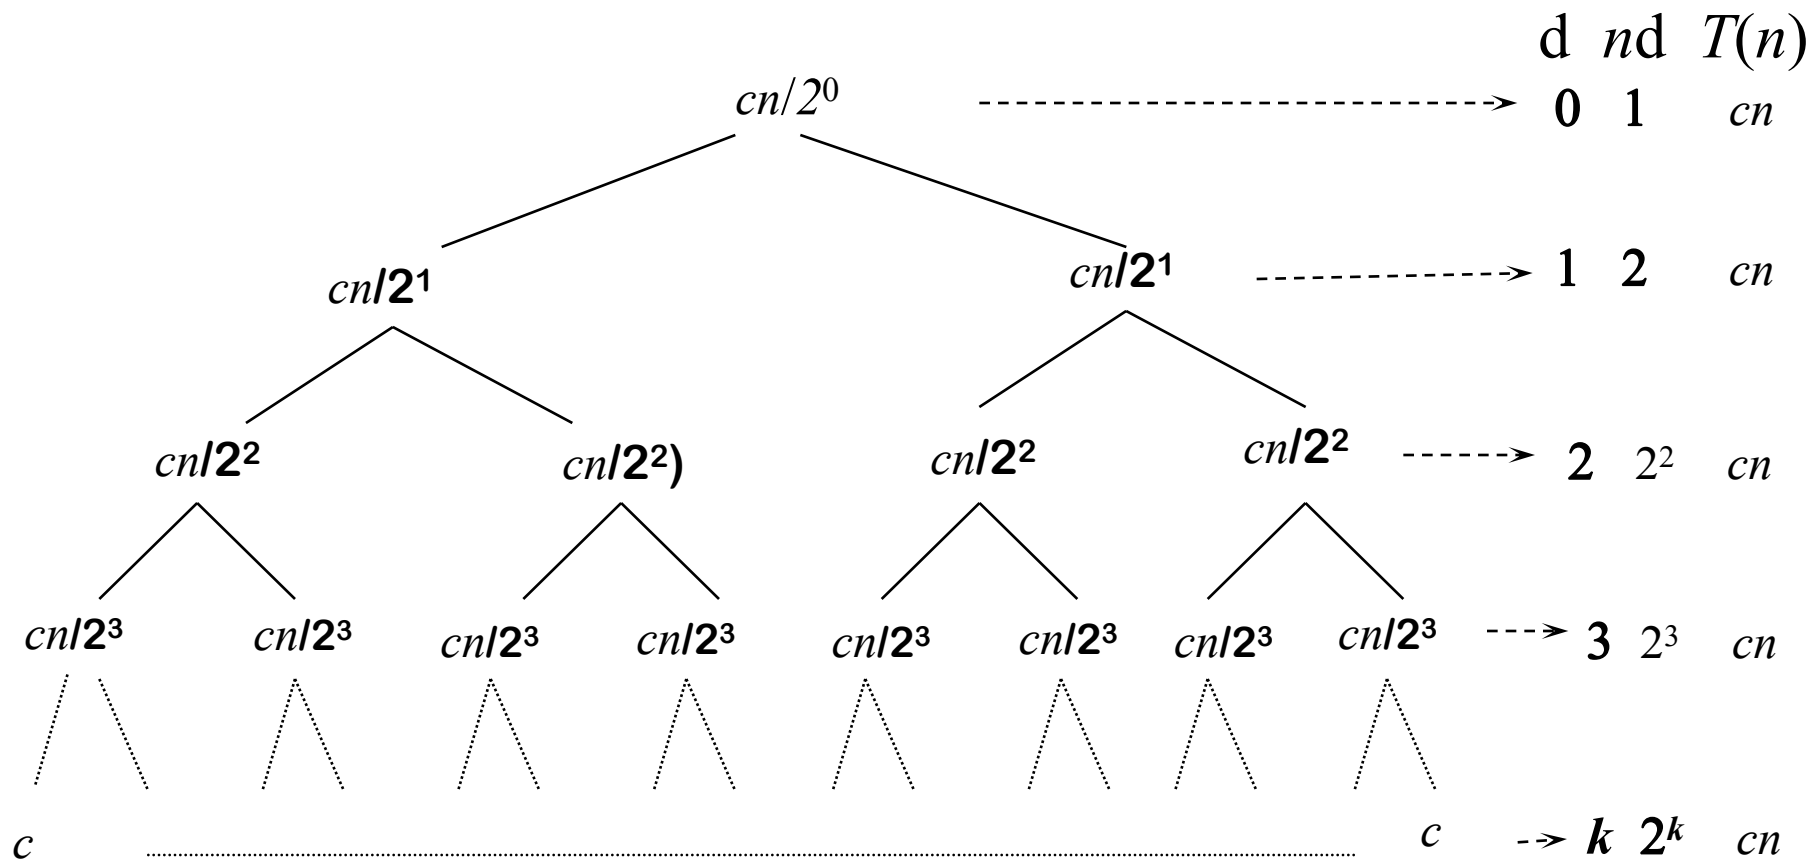 d nd T(n)
cn/2⁰ 0 1 cn
cn/2¹ cn/2¹ 1 2 cn
cn/2² cn/2²) cn/2² cn/2² 2 2² cn
cn/2³ cn/2³ cn/2³ cn/2³ cn/2³ cn/2³ cn/2³ cn/2³ 3 2³ cn
c c k 2ᵏ cn